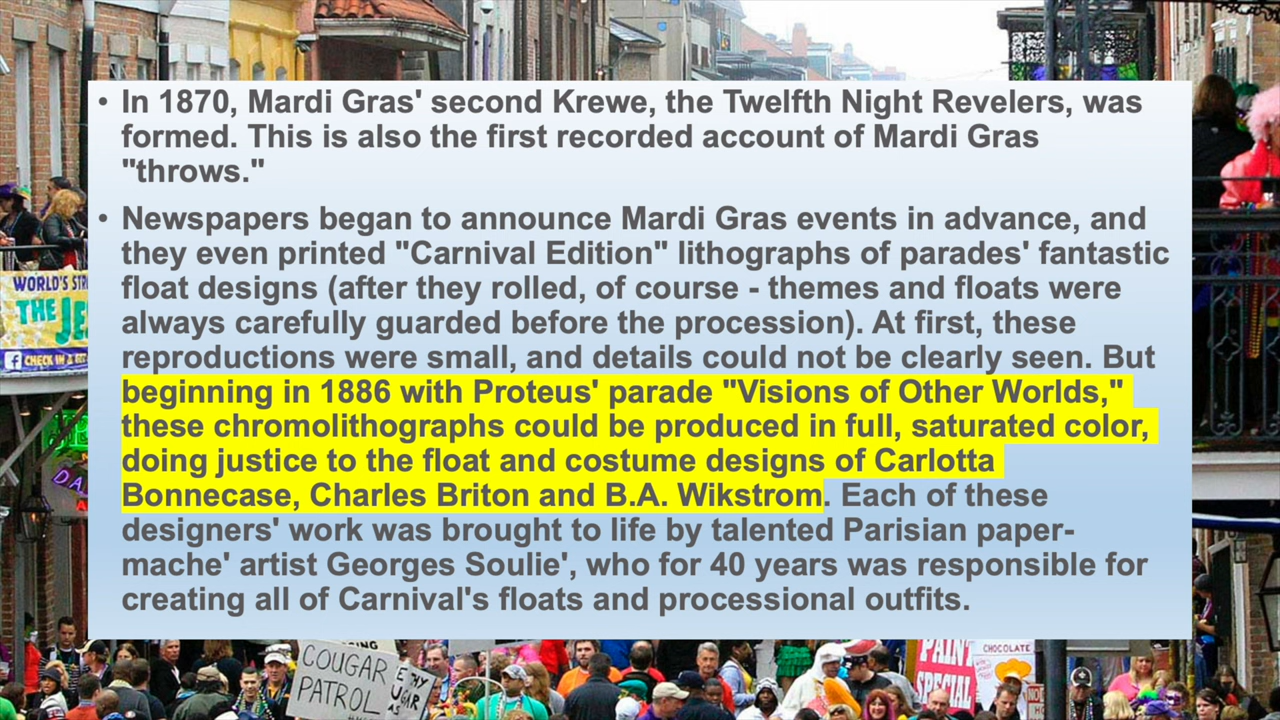 • In 1870, Mardi Gras' second Krewe, the Twelfth Night Revelers, was
formed. This is also the first recorded account of Mardi Gras
"throws."
• Newspapers began to announce Mardi Gras events in advance, and
they even printed "Carnival Edition" lithographs of parades' fantastic
float designs (after they rolled, of course - themes and floats were
always carefully guarded before the procession). At first, these
reproductions were small, and details could not be clearly seen. But
beginning in 1886 with Proteus' parade "Visions of Other Worlds,"
these chromolithographs could be produced in full, saturated color,
doing justice to the float and costume designs of Carlotta
Bonnecase, Charles Briton and B.A. Wikstrom. Each of these
designers' work was brought to life by talented Parisian paper-
mache' artist Georges Soulie', who for 40 years was responsible for
creating all of Carnival's floats and processional outfits.
WORLD'S
THE
CHECK IN
COUGAR
PATROL
SPECIAL
CHOCOLATE